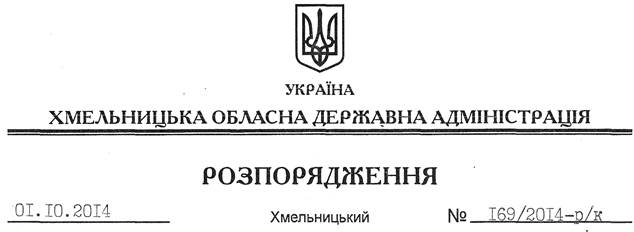 УКРАЇНА
ХМЕЛЬНИЦЬКА ОБЛАСНА ДЕРЖАВНА АДМІНІСТРАЦІЯ
РОЗПОРЯДЖЕННЯ
01.10.2014 Хмельницький № 169/2014-р/к